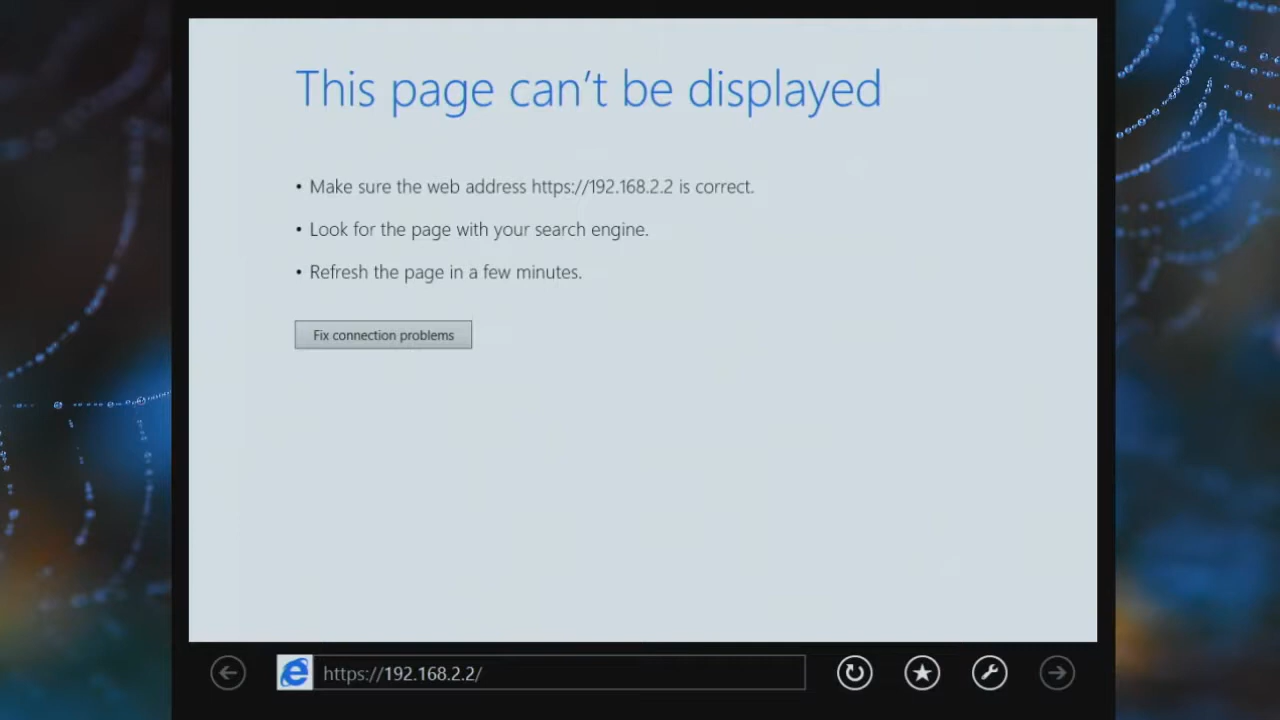 This page can’t be displayed
• Make sure the web address https://192.168.2.2 is correct.
• Look for the page with your search engine.
• Refresh the page in a few minutes.
Fix connection problems
https://192.168.2.2/